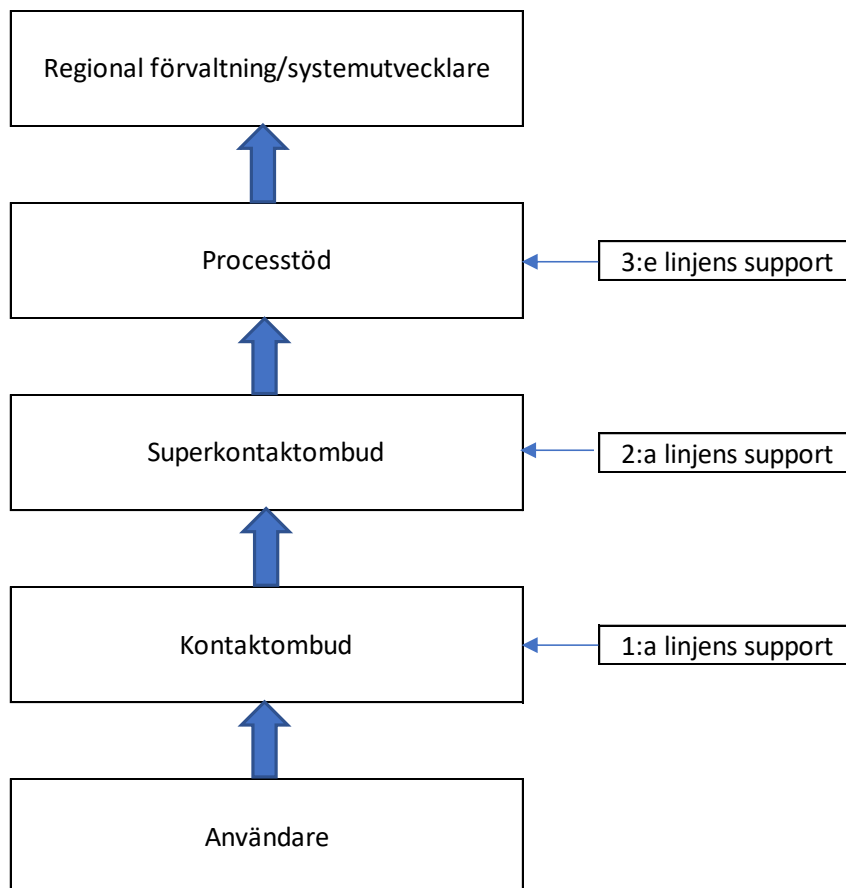 Regional förvaltning/systemutvecklare
Processtöd
3:e linjens support
Superkontaktombud
2:a linjens support
Kontaktombud
1:a linjens support
Användare